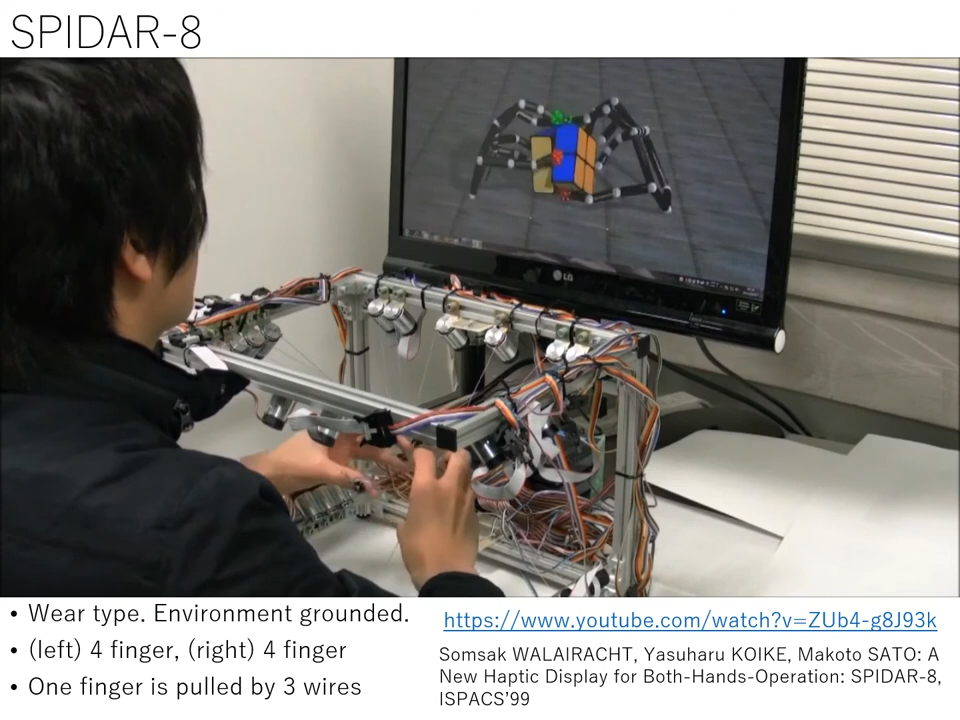 SPIDAR-8
LG
• Wear type. Environment grounded.
• (left) 4 finger, (right) 4 finger
• One finger is pulled by 3 wires
https://www.youtube.com/watch?v=ZUb4-g8J93k
Somsak WALAIRACHT, Yasuharu KOIKE, Makoto SATO: A
New Haptic Display for Both-Hands-Operation: SPIDAR-8,
ISPACS’99